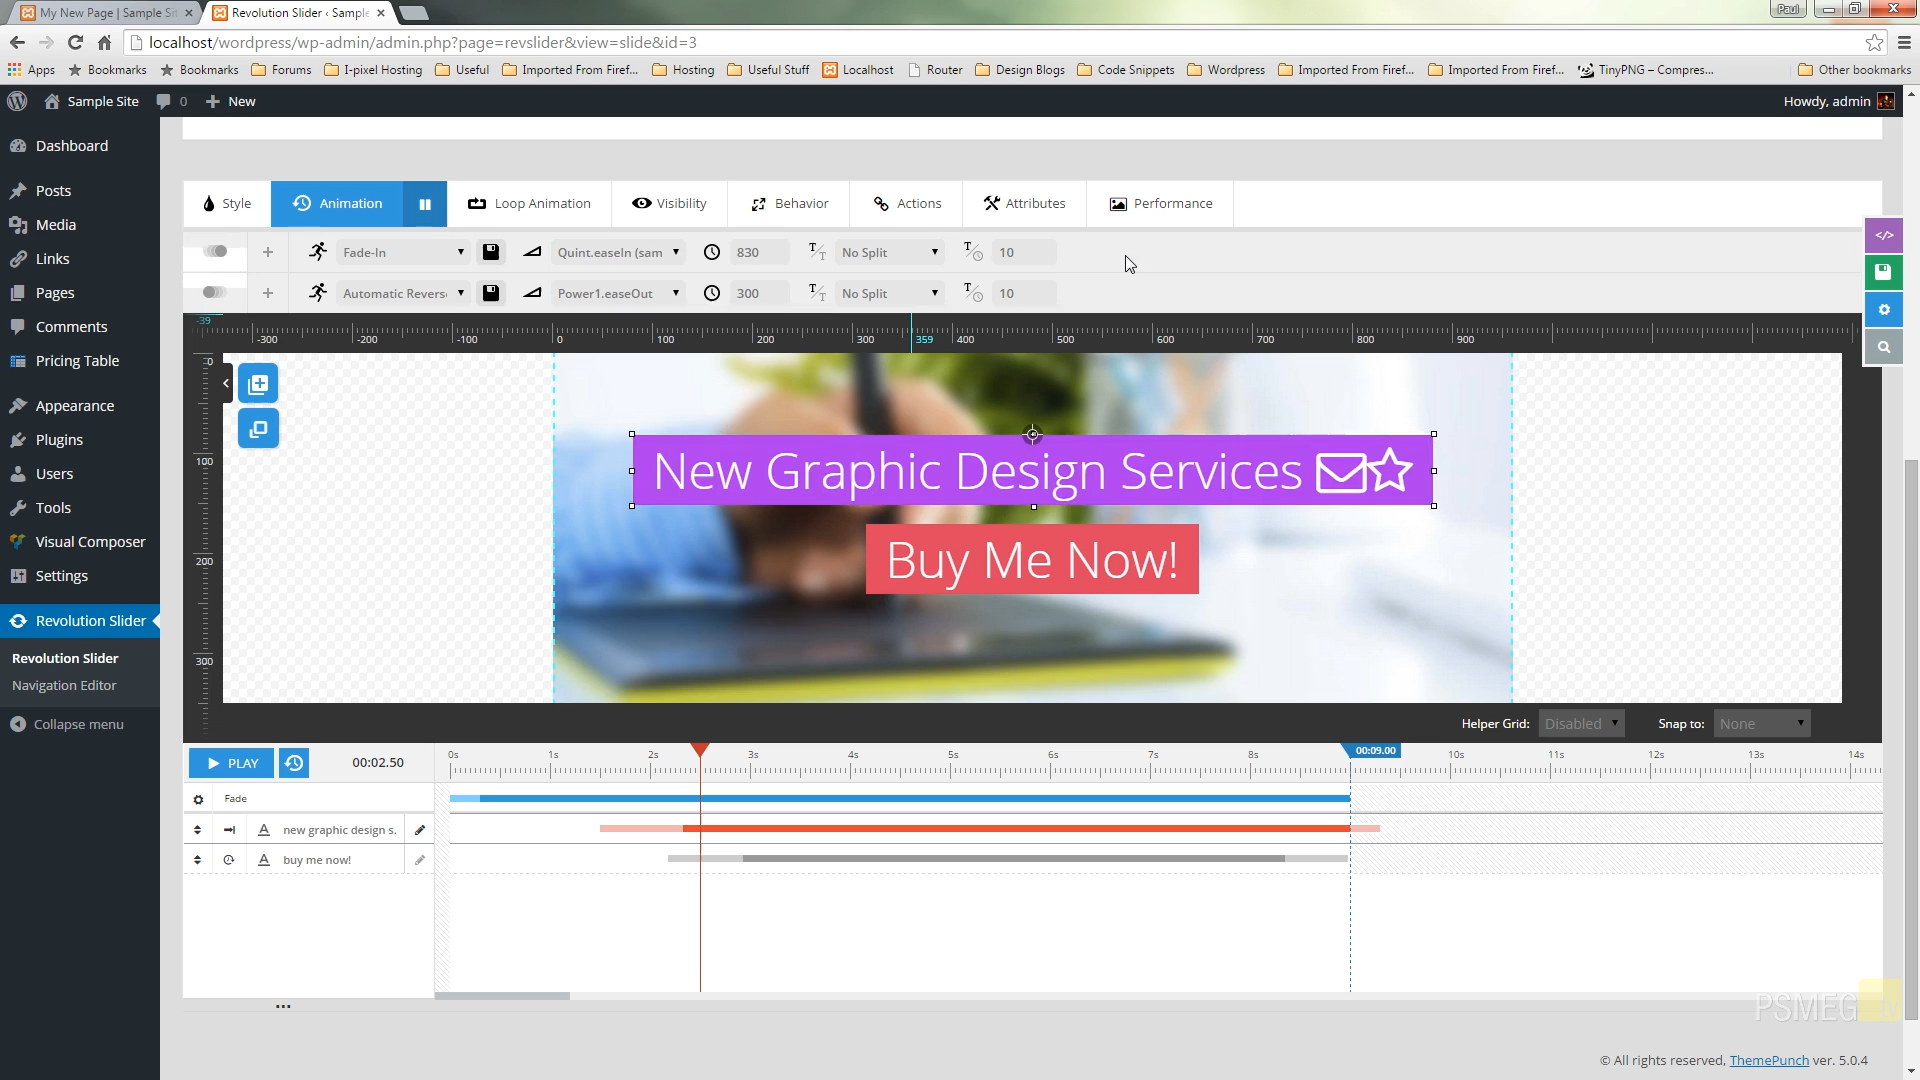 My New Page | Sample Sit
Revolution Slider ‹ Sample
Paul
localhost/wordpress/wp-admin/admin.php?page=revslider&view=slide&id=3
Apps Bookmarks Bookmarks Forums I-pixel Hosting Useful Imported From Firef... Hosting Useful Stuff Localhost Router Design Blogs Code Snippets Wordpress Imported From Firef... Imported From Firef... TinyPNG – Compres... Other bookmarks
Sample Site 0 New Howdy, admin
Dashboard
Posts
Media
Links
Pages
Comments
Pricing Table
Appearance
Plugins
Users
Tools
Visual Composer
Settings
Revolution Slider
Revolution Slider
Navigation Editor
Collapse menu
Style Animation Loop Animation Visibility Behavior Actions Attributes Performance
Fade-In Quint.easeIn (sam 830 No Split 10
Automatic Revers Power1.easeOut 300 No Split 10
</>
-39
-300 -200 -100 0 100 200 300 359 400 500 600 700 800 900
0
100
200
300
New Graphic Design Services
Buy Me Now!
Helper Grid: Disabled Snap to: None
PLAY 00:02.50
0s 1s 2s 3s 4s 5s 6s 7s 8s 00:09.00 10s 11s 12s 13s 14s
Fade
new graphic design s.
buy me now!
...
© All rights reserved, ThemePunch ver. 5.0.4